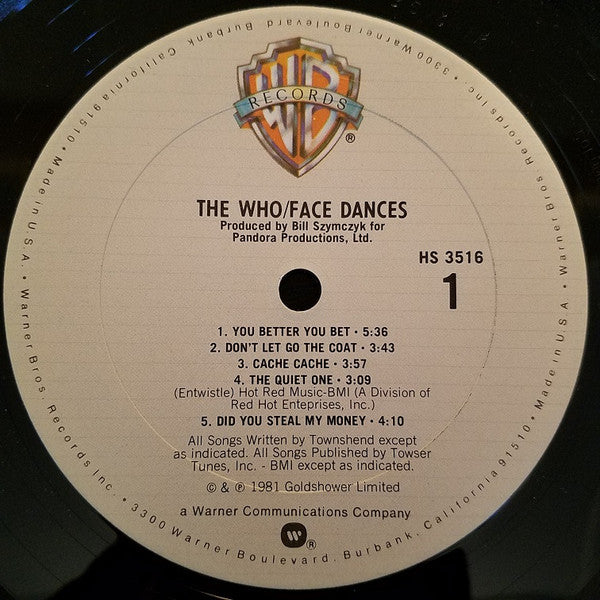 WB
RECORDS
®
THE WHO/FACE DANCES
Produced by Bill Szymczyk for
Pandora Productions, Ltd.
HS 3516
1
1. YOU BETTER YOU BET • 5:36
2. DON'T LET GO THE COAT • 3:43
3. CACHE CACHE • 3:57
4. THE QUIET ONE • 3:09
(Entwistle) Hot Red Music-BMI (A Division of
Red Hot Enteprises, Inc.)
5. DID YOU STEAL MY MONEY • 4:10
All Songs Written by Townshend except
as indicated. All Songs Published by Towser
Tunes, Inc. - BMI except as indicated.
© & ℗ 1981 Goldshower Limited
a Warner Communications Company
®
Made in U.S.A. • Warner Bros. Records Inc. • 3300 Warner Boulevard, Burbank, California 91510 • Made in U.S.A. • Warner Bros. Records Inc. • 3300 Warner Boulevard, Burbank, California 91510 •